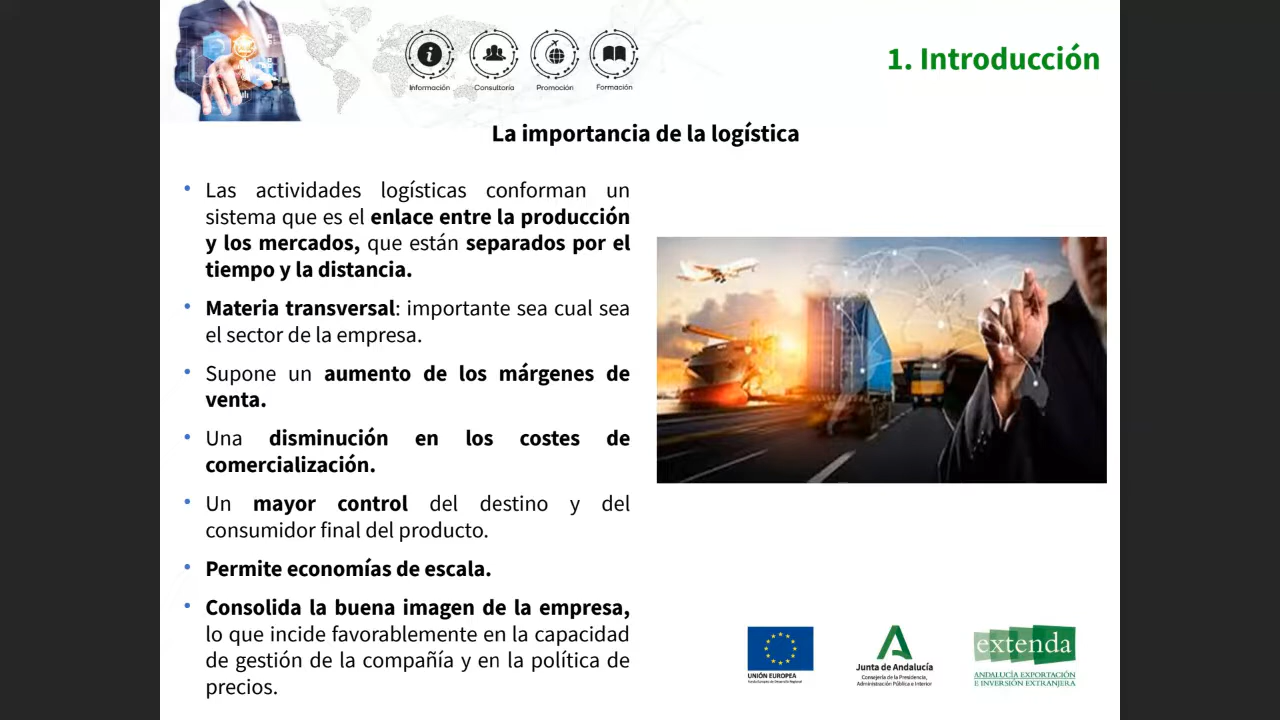 1. Introducción
Información
Consultoría
Promoción
Formación
La importancia de la logística
• Las actividades logísticas conforman un
sistema que es el enlace entre la producción
y los mercados, que están separados por el
tiempo y la distancia.
• Materia transversal: importante sea cual sea
el sector de la empresa.
• Supone un aumento de los márgenes de
venta.
• Una disminución en los costes de
comercialización.
• Un mayor control del destino y del
consumidor final del producto.
• Permite economías de escala.
• Consolida la buena imagen de la empresa,
lo que incide favorablemente en la capacidad
de gestión de la compañía y en la política de
precios.
UNIÓN EUROPEA
Fondo Europeo de Desarrollo Regional
Junta de Andalucía
Consejería de la Presidencia,
Administración Pública e Interior
extenda
ANDALUCÍA EXPORTACIÓN
E INVERSIÓN EXTRANJERA